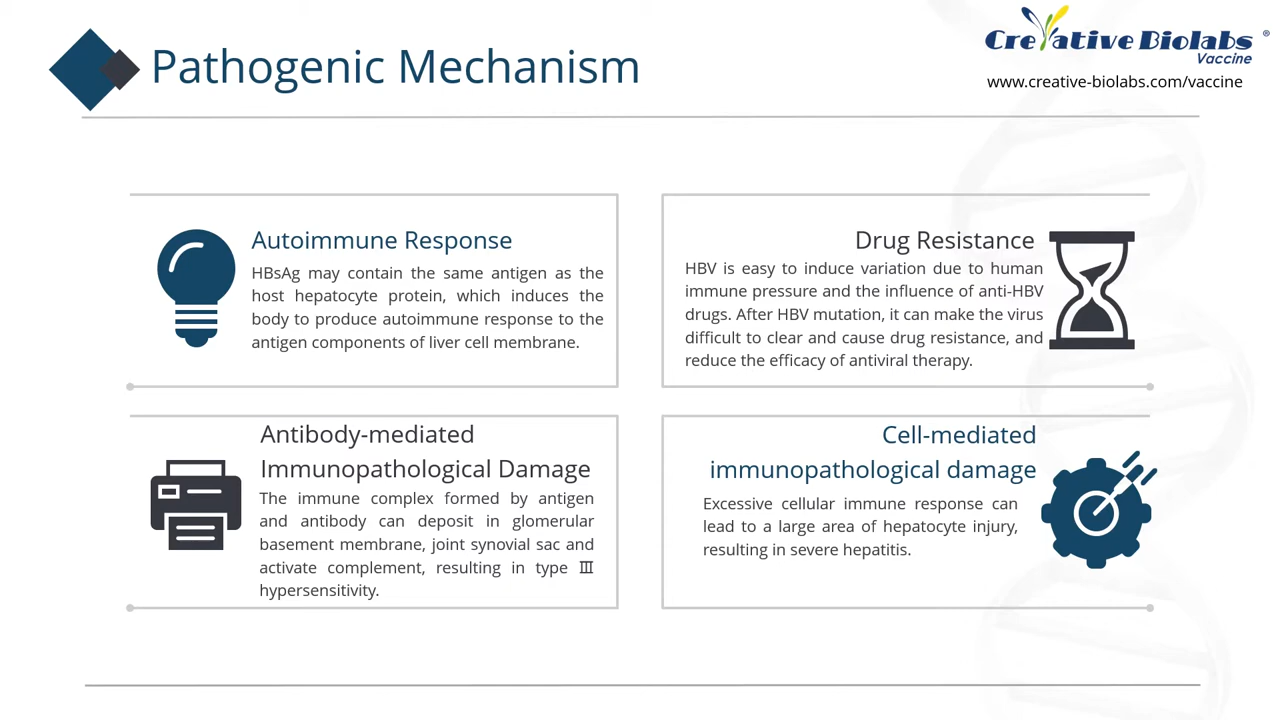 Pathogenic Mechanism
Creative Biolabs ®
Vaccine
www.creative-biolabs.com/vaccine
Autoimmune Response
HBsAg may contain the same antigen as the
host hepatocyte protein, which induces the
body to produce autoimmune response to the
antigen components of liver cell membrane.
Drug Resistance
HBV is easy to induce variation due to human
immune pressure and the influence of anti-HBV
drugs. After HBV mutation, it can make the virus
difficult to clear and cause drug resistance, and
reduce the efficacy of antiviral therapy.
Antibody-mediated
Immunopathological Damage
The immune complex formed by antigen
and antibody can deposit in glomerular
basement membrane, joint synovial sac and
activate complement, resulting in type Ⅲ
hypersensitivity.
Cell-mediated
immunopathological damage
Excessive cellular immune response can
lead to a large area of hepatocyte injury,
resulting in severe hepatitis.